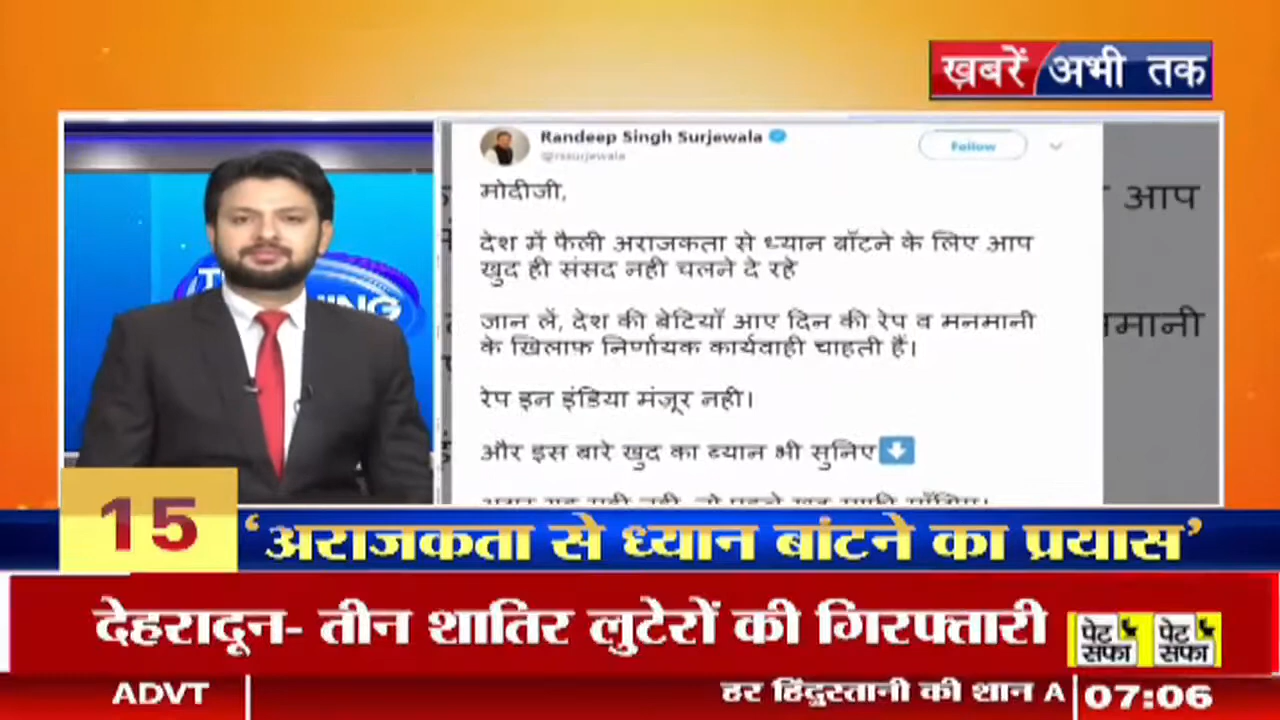 ख़बरें अभी तक
Randeep Singh Surjewala
@rssurjewala
Follow
मोदीजी,
देश में फैली अराजकता से ध्यान बाँटने के लिए आप
खुद ही संसद नही चलने दे रहे
जान लें, देश की बेटियाँ आए दिन की रेप व मनमानी
के खिलाफ़ निर्णायक कार्यवाही चाहती हैं।
रेप इन इंडिया मंज़ूर नही।
और इस बारे खुद का ब्यान भी सुनिए
आप
मानी
15
‘अराजकता से ध्यान बांटने का प्रयास’
देहरादून- तीन शातिर लुटेरों की गिरफ्तारी
पेट सफा पेट सफा
ADVT
हर हिंदुस्तानी की शान A
07:06